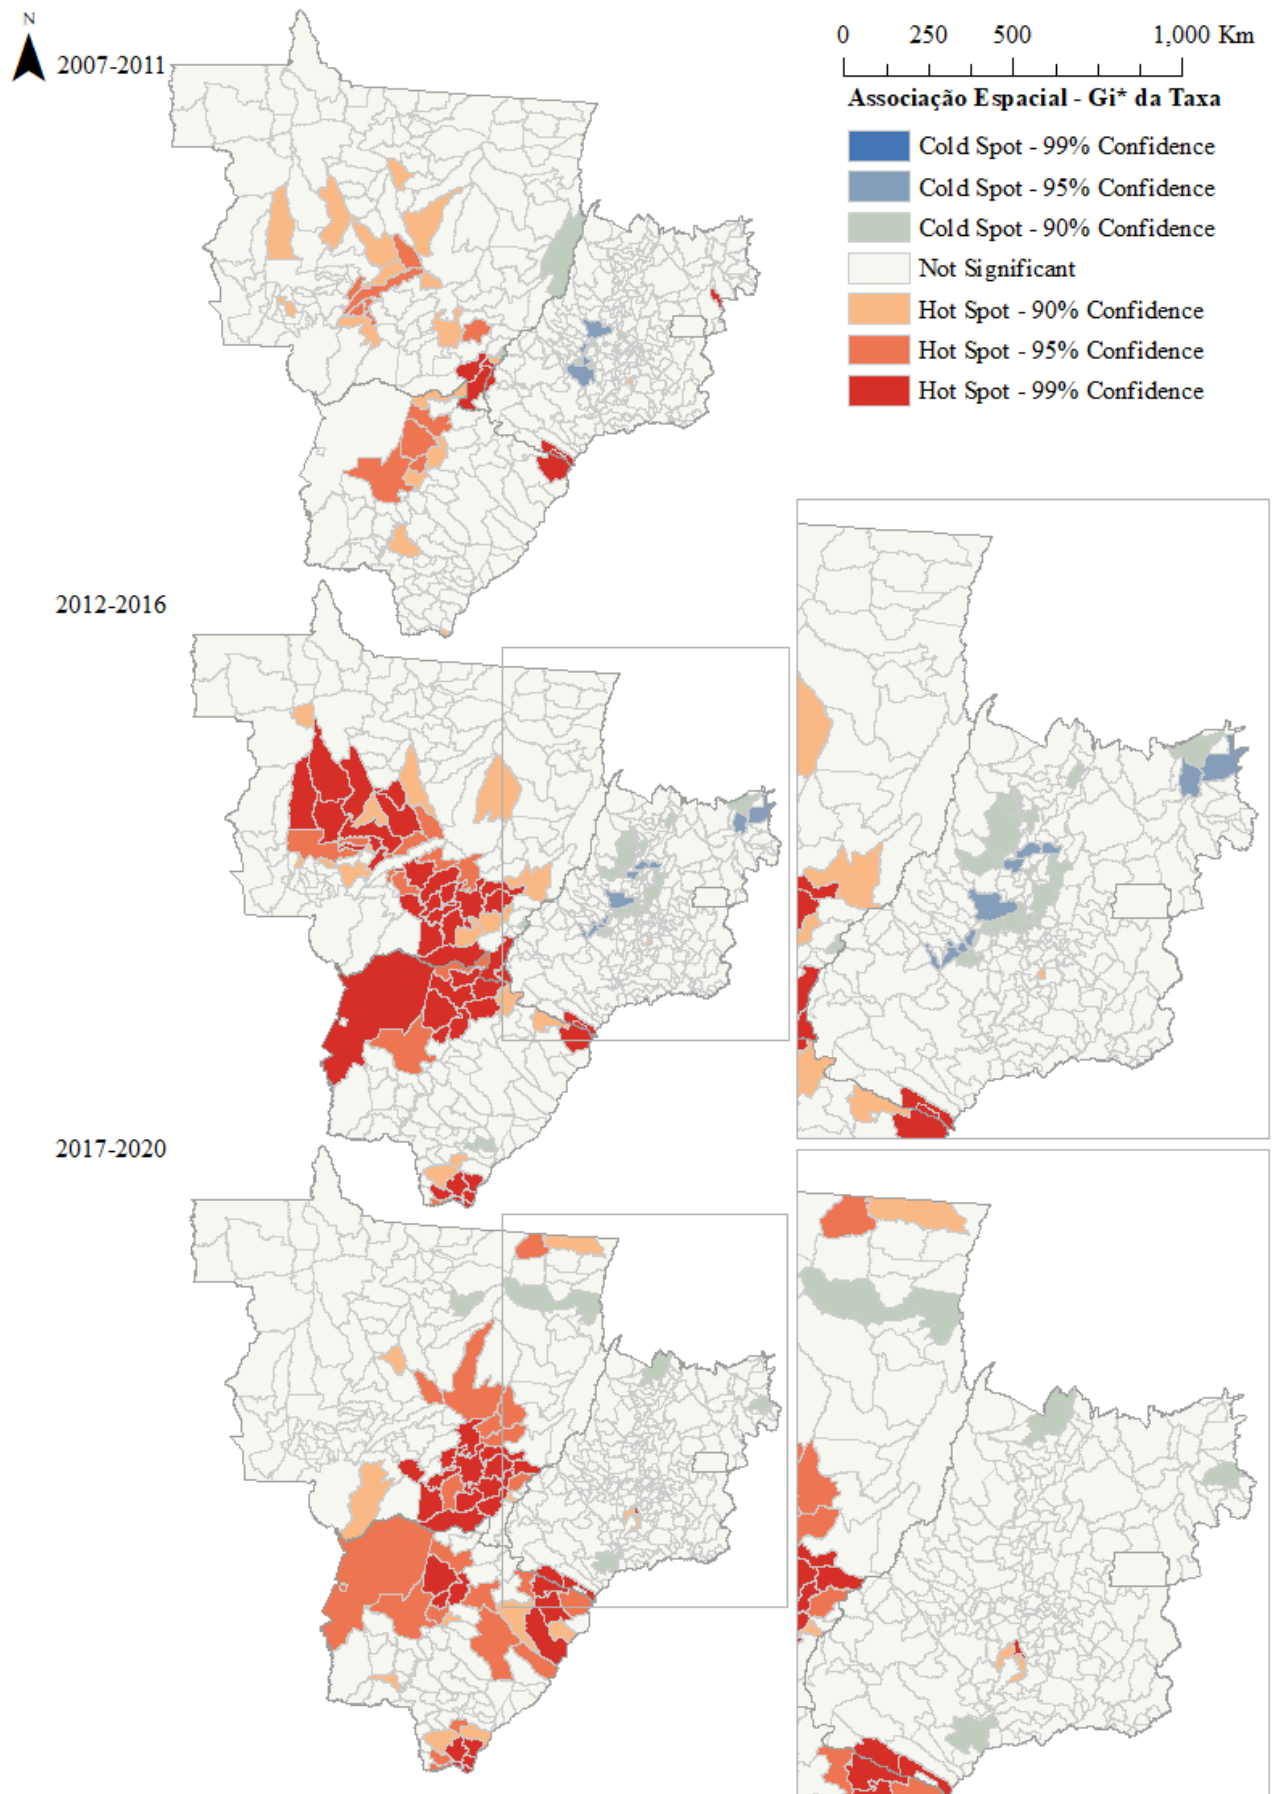 N
2007-2011
0 250 500 1,000 Km
Associação Espacial - Gi* da Taxa
Cold Spot - 99% Confidence
Cold Spot - 95% Confidence
Cold Spot - 90% Confidence
Not Significant
Hot Spot - 90% Confidence
Hot Spot - 95% Confidence
Hot Spot - 99% Confidence
2012-2016
2017-2020